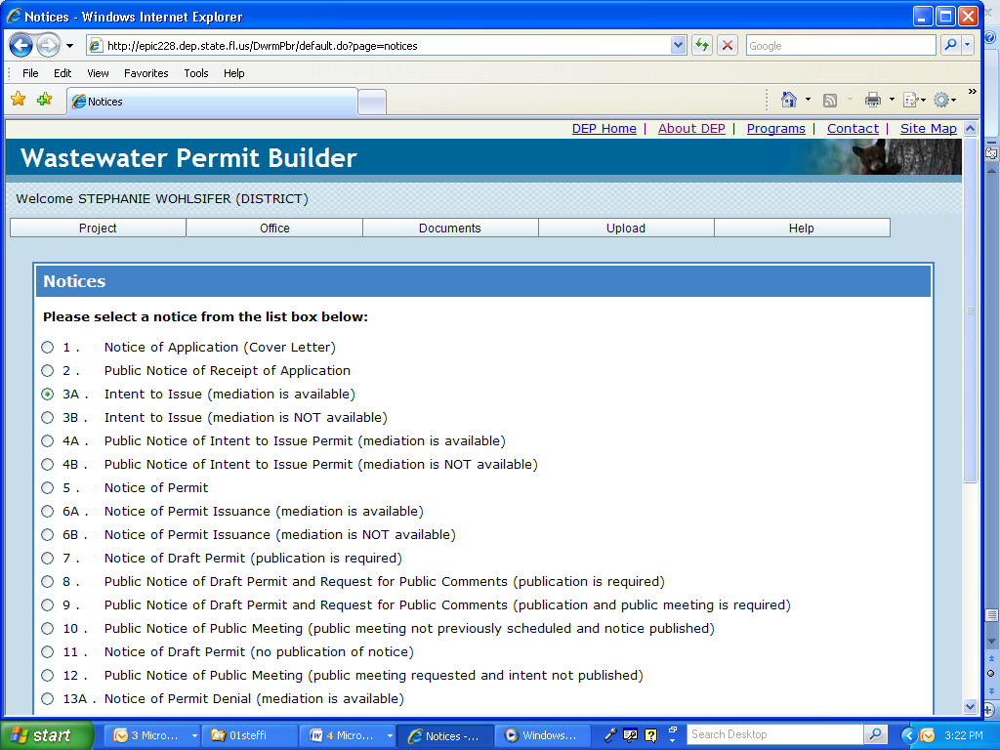 Notices - Windows Internet Explorer
http://epic228.dep.state.fl.us/DwrmPbr/default.do?page=notices
Google
File Edit View Favorites Tools Help
Notices
»
DEP Home | About DEP | Programs | Contact | Site Map
Wastewater Permit Builder
Welcome STEPHANIE WOHLSIFER (DISTRICT)
Project Office Documents Upload Help
Notices
Please select a notice from the list box below:
1 . Notice of Application (Cover Letter)
2 . Public Notice of Receipt of Application
3A . Intent to Issue (mediation is available)
3B . Intent to Issue (mediation is NOT available)
4A . Public Notice of Intent to Issue Permit (mediation is available)
4B . Public Notice of Intent to Issue Permit (mediation is NOT available)
5 . Notice of Permit
6A . Notice of Permit Issuance (mediation is available)
6B . Notice of Permit Issuance (mediation is NOT available)
7 . Notice of Draft Permit (publication is required)
8 . Public Notice of Draft Permit and Request for Public Comments (publication is required)
9 . Public Notice of Draft Permit and Request for Public Comments (publication and public meeting is required)
10 . Public Notice of Public Meeting (public meeting not previously scheduled and notice published)
11 . Notice of Draft Permit (no publication of notice)
12 . Public Notice of Public Meeting (public meeting requested and intent not published)
13A . Notice of Permit Denial (mediation is available)
start 3 Micro... 01steffi 4 Micro... Notices -... Windows... Search Desktop 3:22 PM